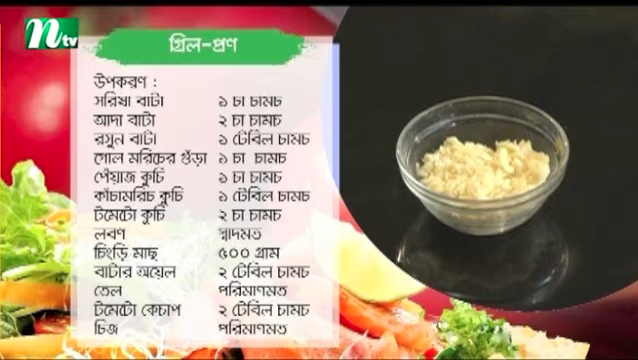 ntv
গ্রিল-প্রণ
উপকরণ :
সরিষা বাটা ১ চা চামচ
আদা বাটা ২ চা চামচ
রসুন বাটা ১ টেবিল চামচ
গোল মরিচের গুঁড়া ১ চা চামচ
পেঁয়াজ কুচি ১ চা চামচ
কাঁচামরিচ কুচি ১ টেবিল চামচ
টমেটো কুচি ২ চা চামচ
লবণ স্বাদমত
চিংড়ি মাছ ৫০০ গ্রাম
বাটার অয়েল ২ টেবিল চামচ
তেল পরিমাণমত
টমেটো কেচাপ ২ টেবিল চামচ
চিজ পরিমাণমত